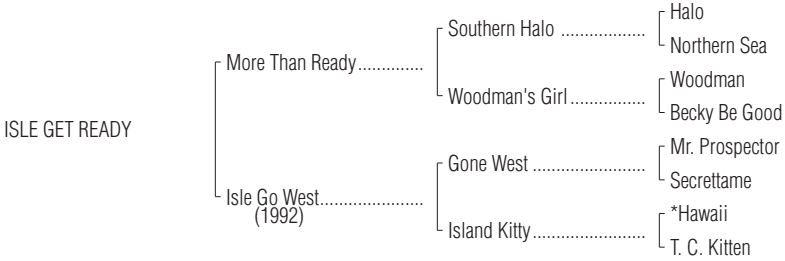 Halo
Southern Halo ...................
Northern Sea
More Than Ready..............
Woodman
Woodman's Girl ................
Becky Be Good
ISLE GET READY
Mr. Prospector
Gone West .........................
Secrettame
Isle Go West......................
(1992)
*Hawaii
Island Kitty.........................
T. C. Kitten